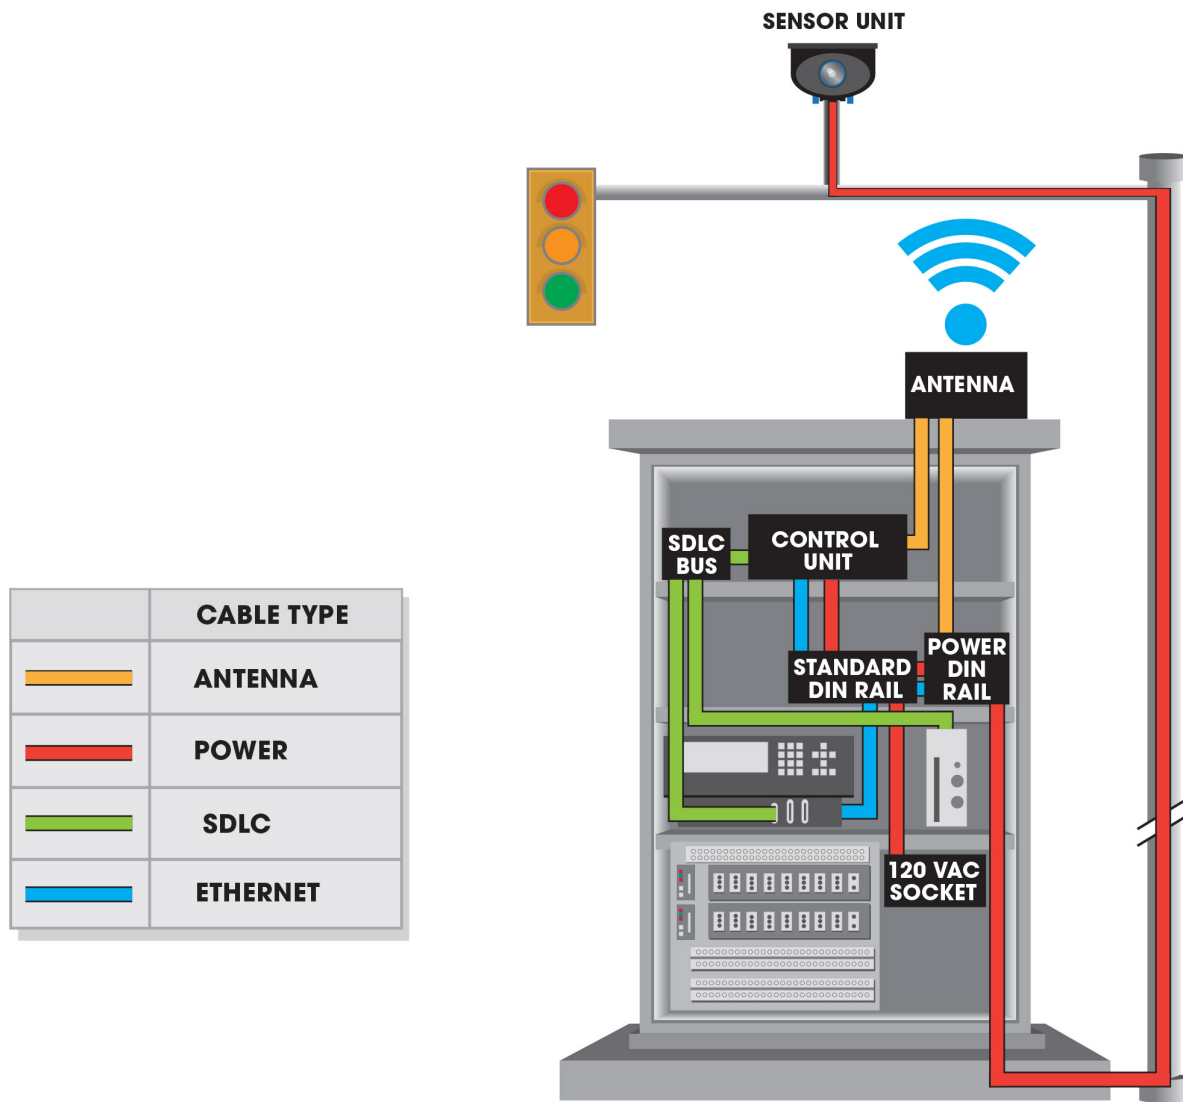 SENSOR UNIT
ANTENNA
SDLC
BUS
CONTROL
UNIT
STANDARD
DIN RAIL
POWER
DIN
RAIL
120 VAC
SOCKET
CABLE TYPE
ANTENNA
POWER
SDLC
ETHERNET